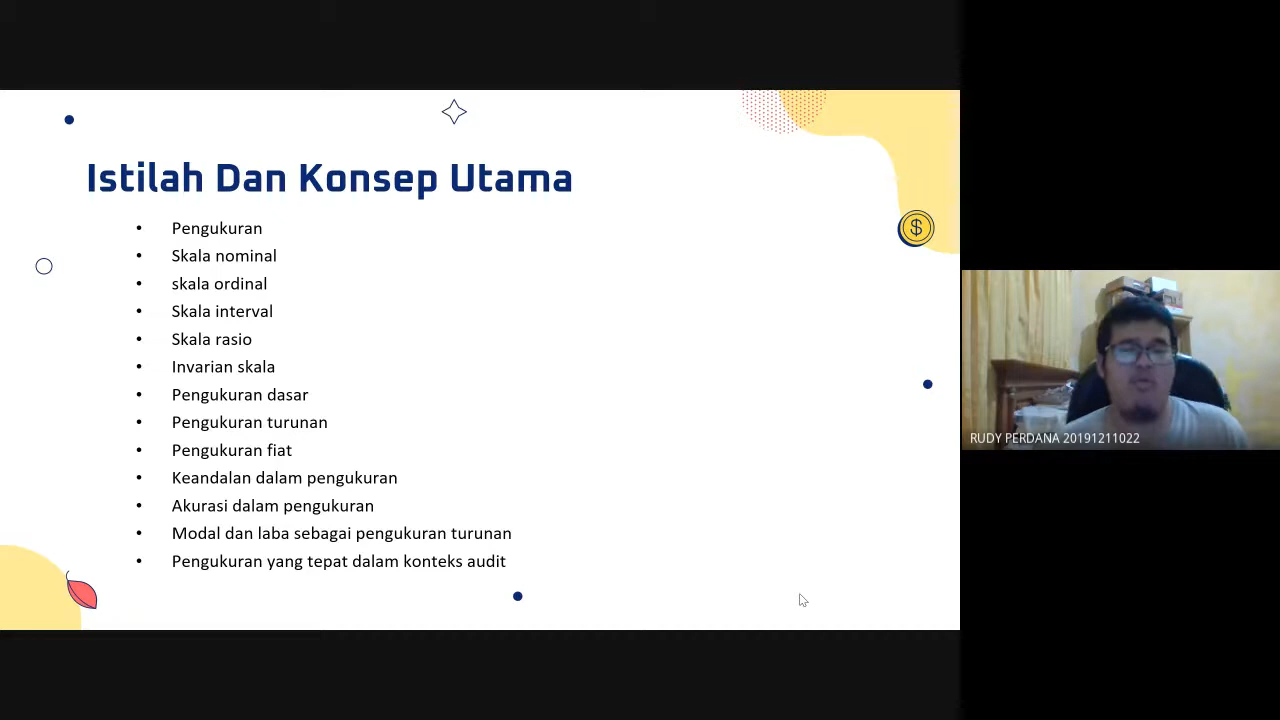 Istilah Dan Konsep Utama
• Pengukuran
• Skala nominal
• skala ordinal
• Skala interval
• Skala rasio
• Invarian skala
• Pengukuran dasar
• Pengukuran turunan
• Pengukuran fiat
• Keandalan dalam pengukuran
• Akurasi dalam pengukuran
• Modal dan laba sebagai pengukuran turunan
• Pengukuran yang tepat dalam konteks audit
$
RUDY PERDANA 20191211022